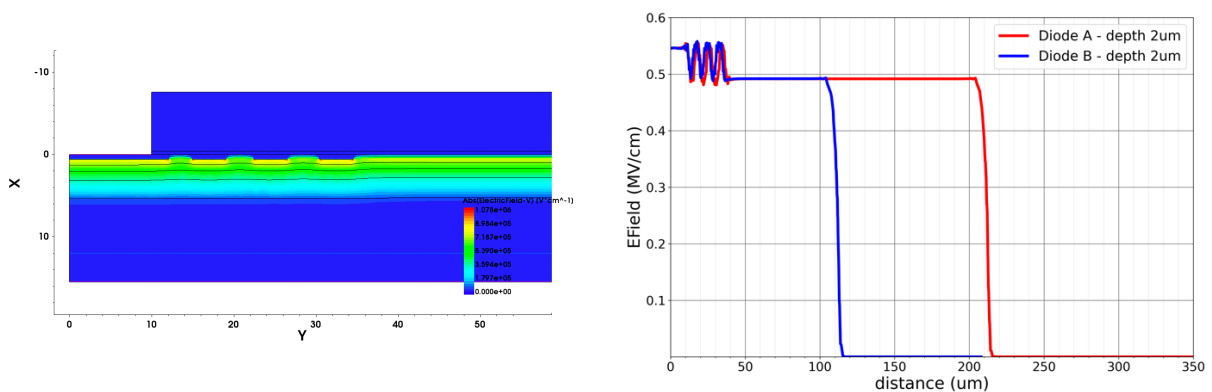 -10
0
10
X
0
10
20
30
40
50
Y
Abs(ElectricField-V) (V*cm^-1)
1.078e+06
8.984e+05
7.187e+05
5.390e+05
3.594e+05
1.797e+05
0.000e+00
0.6
0.5
0.4
0.3
0.2
0.1
EField (MV/cm)
Diode A - depth 2um
Diode B - depth 2um
0
50
100
150
200
250
300
350
distance (um)